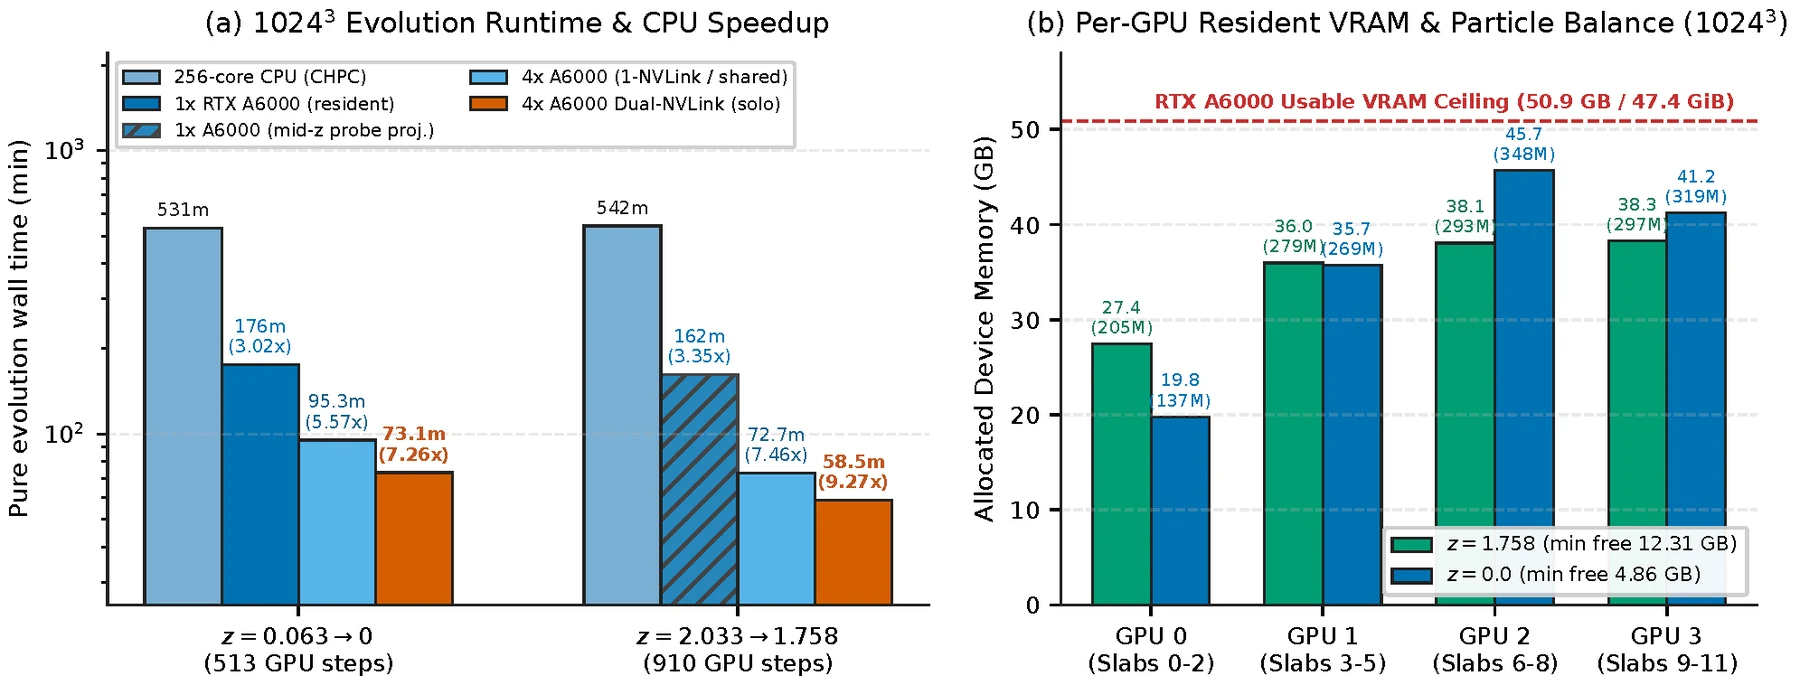 (a) 1024³ Evolution Runtime & CPU Speedup
Pure evolution wall time (min)
10³
10²
256-core CPU (CHPC)
1x RTX A6000 (resident)
1x A6000 (mid-z probe proj.)
4x A6000 (1-NVLink / shared)
4x A6000 Dual-NVLink (solo)
531m
176m
(3.02x)
95.3m
(5.57x)
73.1m
(7.26x)
542m
162m
(3.35x)
72.7m
(7.46x)
58.5m
(9.27x)
z = 0.063 → 0
(513 GPU steps)
z = 2.033 → 1.758
(910 GPU steps)
(b) Per-GPU Resident VRAM & Particle Balance (1024³)
Allocated Device Memory (GB)
50
40
30
20
10
0
RTX A6000 Usable VRAM Ceiling (50.9 GB / 47.4 GiB)
27.4
(205M)
19.8
(137M)
36.0
(279M)
35.7
(269M)
38.1
(293M)
45.7
(348M)
38.3
(297M)
41.2
(319M)
z = 1.758 (min free 12.31 GB)
z = 0.0 (min free 4.86 GB)
GPU 0
(Slabs 0-2)
GPU 1
(Slabs 3-5)
GPU 2
(Slabs 6-8)
GPU 3
(Slabs 9-11)